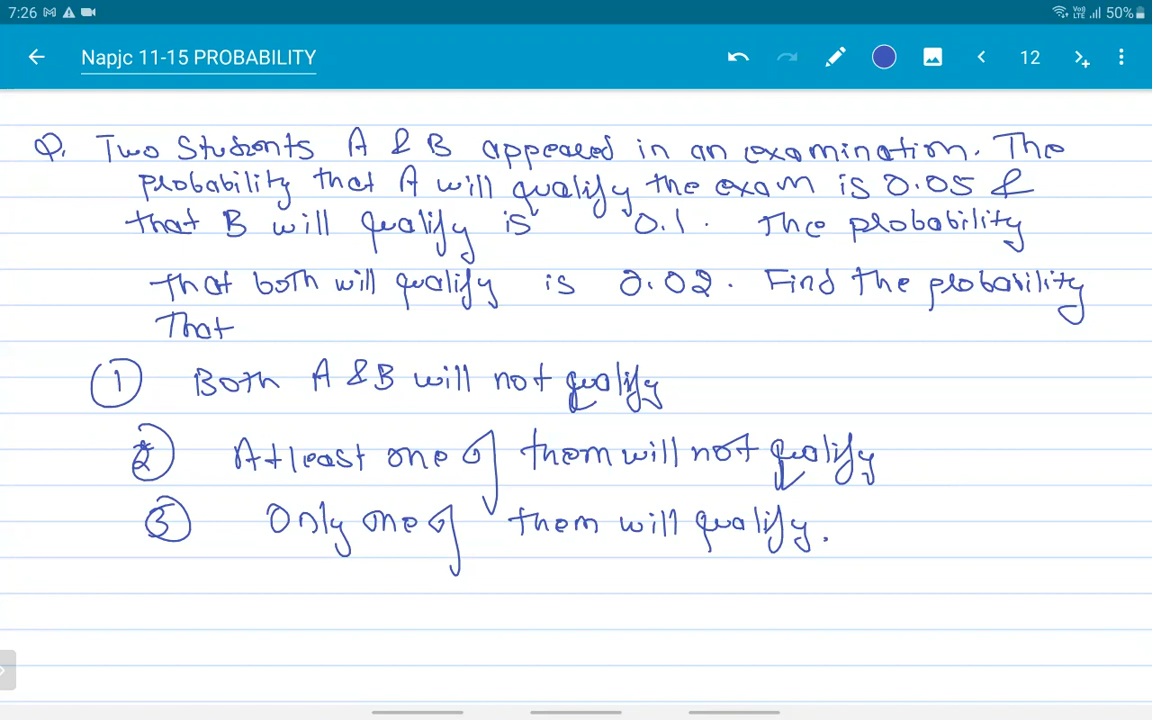 7:26 50%
Napjc 11-15 PROBABILITY 12
Q. Two Students A & B appeared in an examination. The
probability that A will qualify the exam is 0.05 &
that B will qualify is 0.1. The probability
that both will qualify is 0.02. Find the probability
That
① Both A & B will not qualify
② Atleast one of them will not qualify
③ Only one of them will qualify.